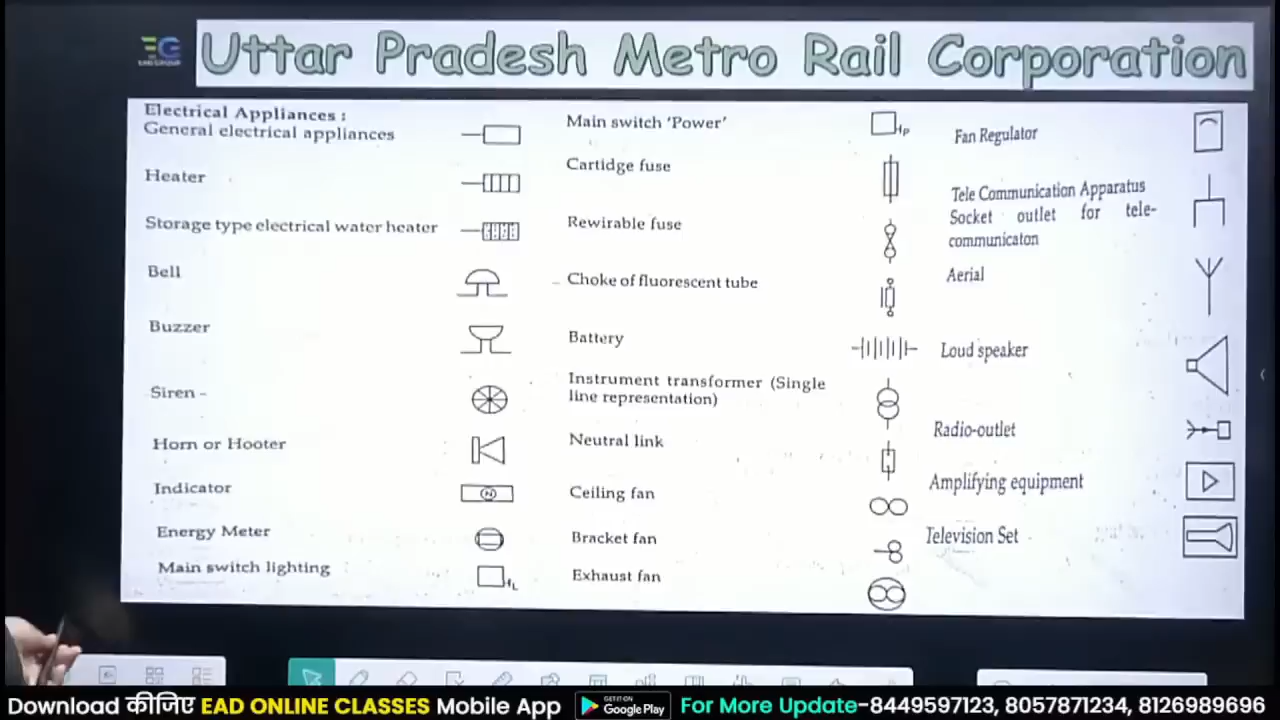 Uttar Pradesh Metro Rail Corporation
Electrical Appliances :
General electrical appliances
Heater
Storage type electrical water heater
Bell
Buzzer
Siren -
Horn or Hooter
Indicator
Energy Meter
Main switch lighting
Main switch ‘Power’
Cartidge fuse
Rewirable fuse
Choke of fluorescent tube
Battery
Instrument transformer (Single
line representation)
Neutral link
Ceiling fan
Bracket fan
Exhaust fan
Fan Regulator
Tele Communication Apparatus
Socket outlet for tele-
communicaton
Aerial
Loud speaker
Radio-outlet
Amplifying equipment
Television Set
P
N
L
Download कीजिए EAD ONLINE CLASSES Mobile App
GET IT ON
Google Play
For More Update-8449597123, 8057871234, 8126989696